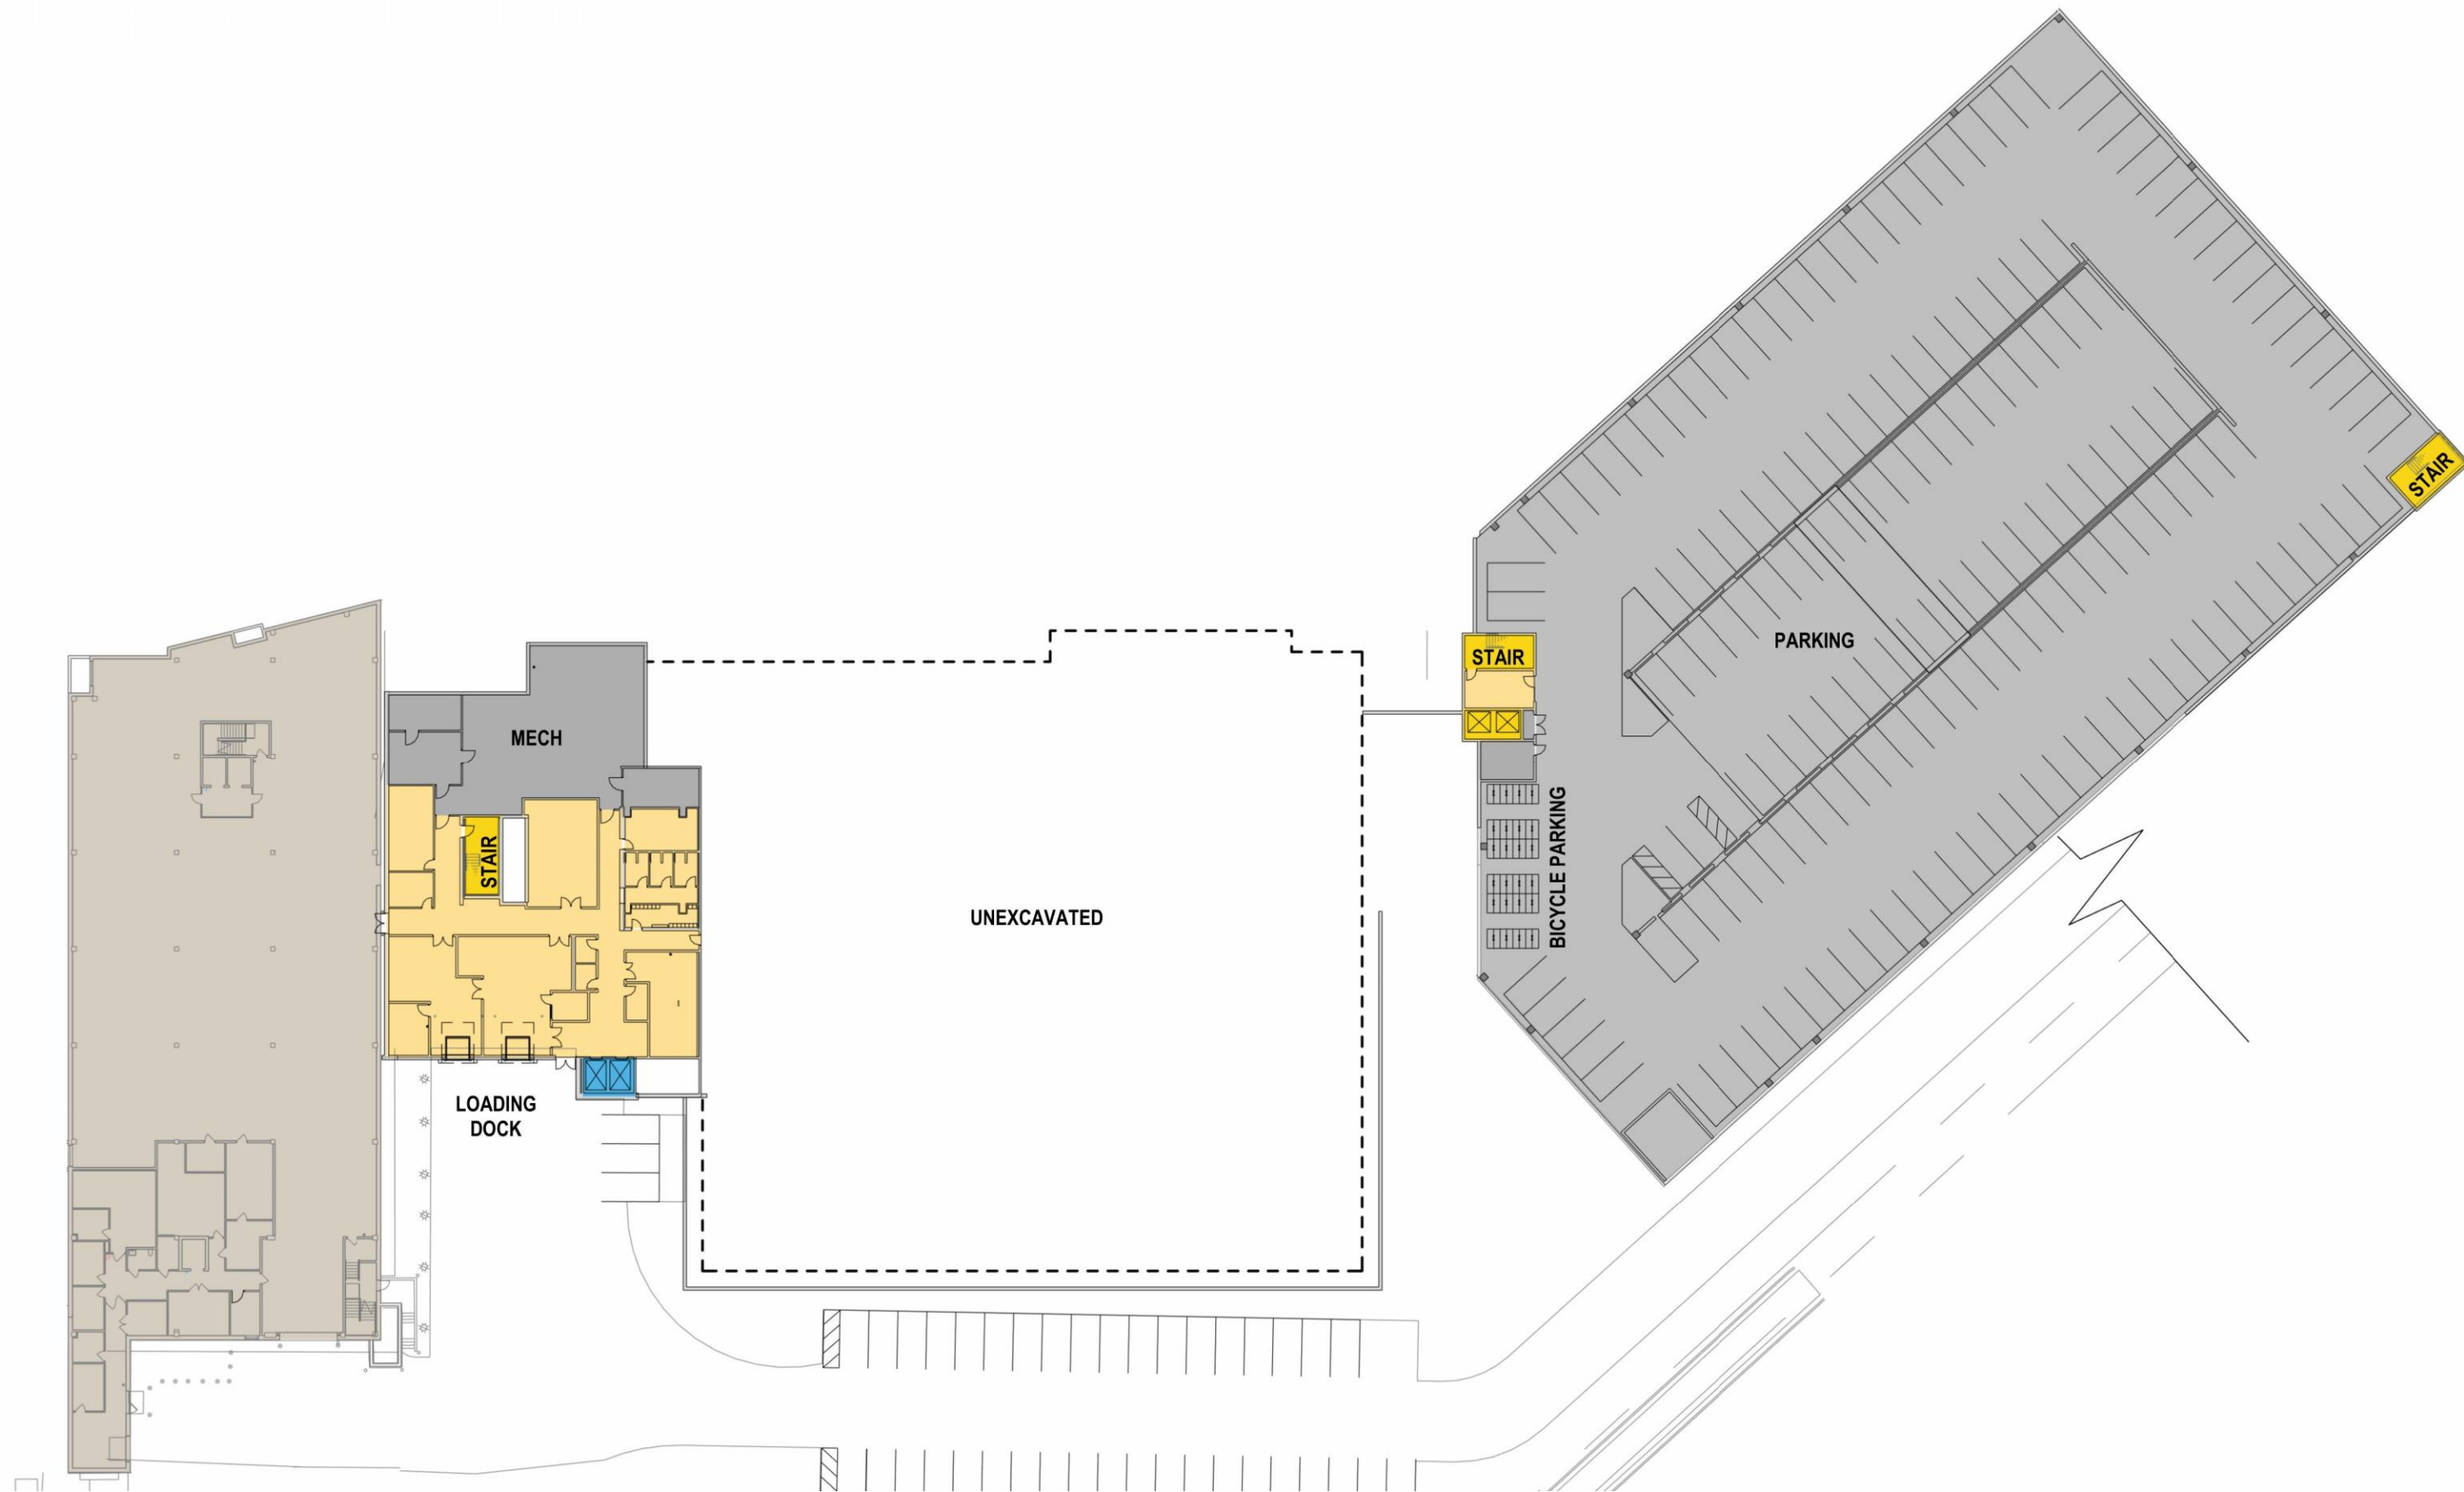 STAIR
STAIR
PARKING
MECH
BICYCLE PARKING
STAIR
UNEXCAVATED
LOADING
DOCK